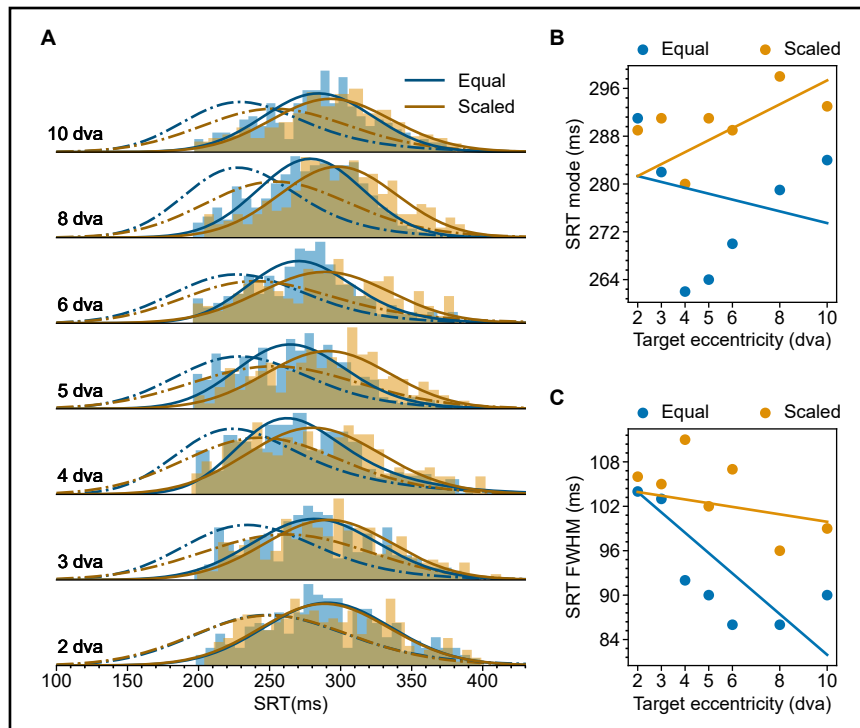 A
Equal
Scaled
10 dva
8 dva
6 dva
5 dva
4 dva
3 dva
2 dva
100 150 200 250 300 350 400
SRT(ms)
B
Equal Scaled
SRT mode (ms)
296
288
280
272
264
2 3 4 5 6 8 10
Target eccentricity (dva)
C
Equal Scaled
SRT FWHM (ms)
108
102
96
90
84
2 3 4 5 6 8 10
Target eccentricity (dva)